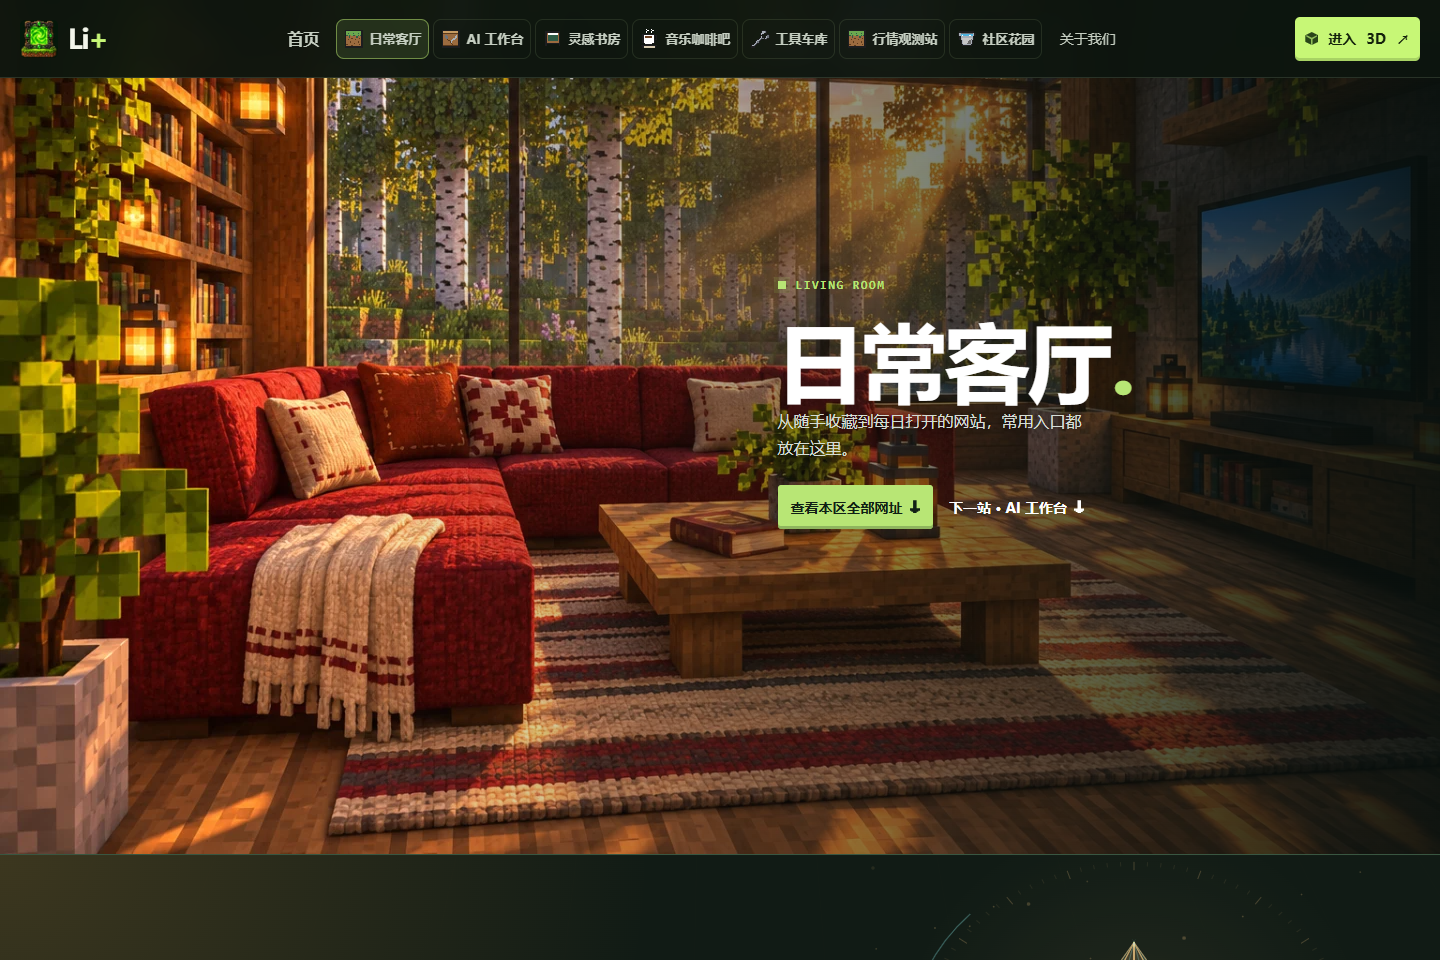 Li+
首页
日常客厅
AI 工作台
灵感书房
音乐咖啡吧
工具车库
行情观测站
社区花园
关于我们
进入 3D ↗
LIVING ROOM
日常客厅.
从随手收藏到每日打开的网站，常用入口都
放在这里。
查看本区全部网址 ⬇
下一站 • AI 工作台 ⬇